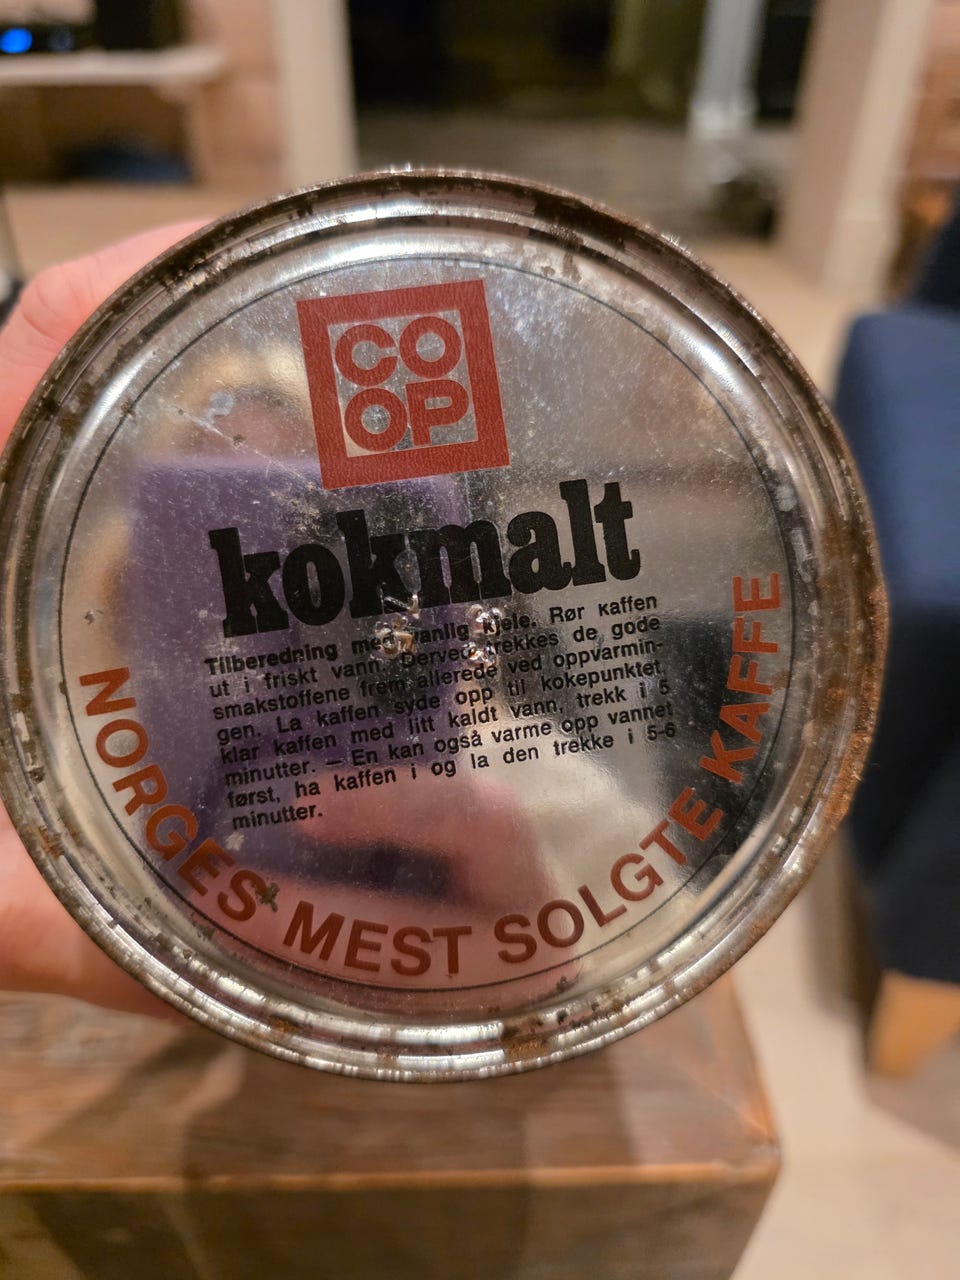 CO
OP
kokmalt
Tilberedning med vanlig kjele. Rør kaffen
ut i friskt vann. Derved trekkes de gode
smakstoffene frem allerede ved oppvarmin-
gen. La kaffen syde opp til kokepunktet,
klar kaffen med litt kaldt vann, trekk i 5
minutter. — En kan også varme opp vannet
først, ha kaffen i og la den trekke i 5-6
minutter.
NORGES MEST SOLGTE KAFFE